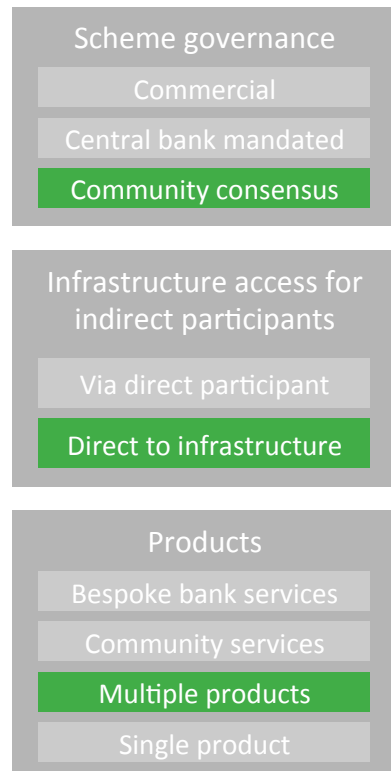 Scheme governance
Commercial
Central bank mandated
Community consensus
Infrastructure access for
indirect participants
Via direct participant
Direct to infrastructure
Products
Bespoke bank services
Community services
Multiple products
Single product